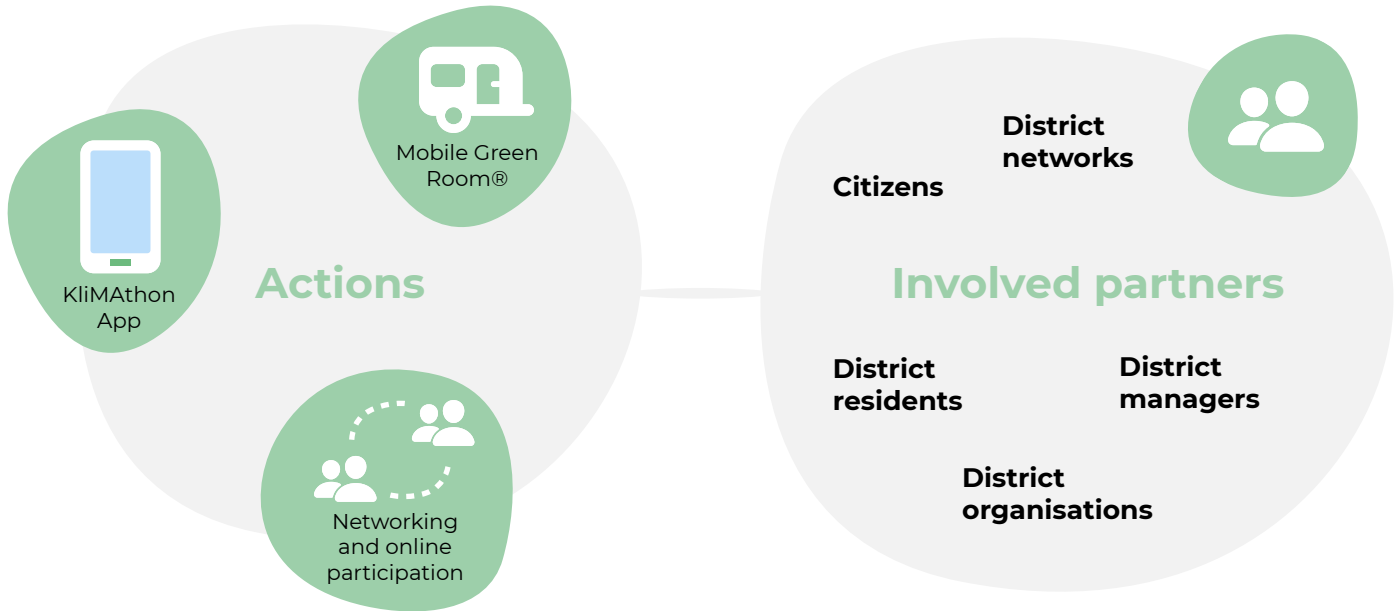 Mobile Green
Room®
KliMAthon
App
Actions
Networking
and online
participation
District
networks
Citizens
Involved partners
District
residents
District
managers
District
organisations